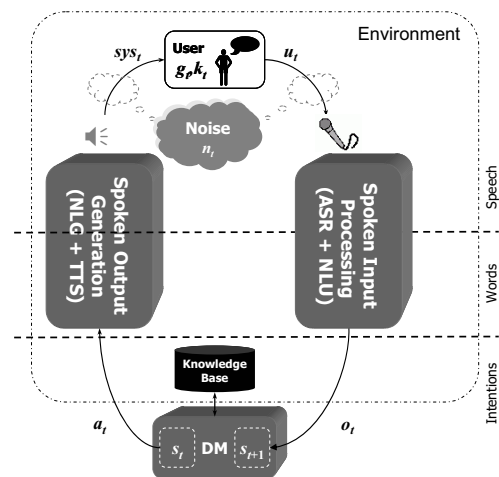 Environment
sys_t
User
g_t, k_t
u_t
Noise
n_t
Spoken Output
Generation
(NLG + TTS)
Spoken Input
Processing
(ASR + NLU)
Speech
Words
Intentions
Knowledge
Base
a_t
s_t
DM
s_{t+1}
o_t